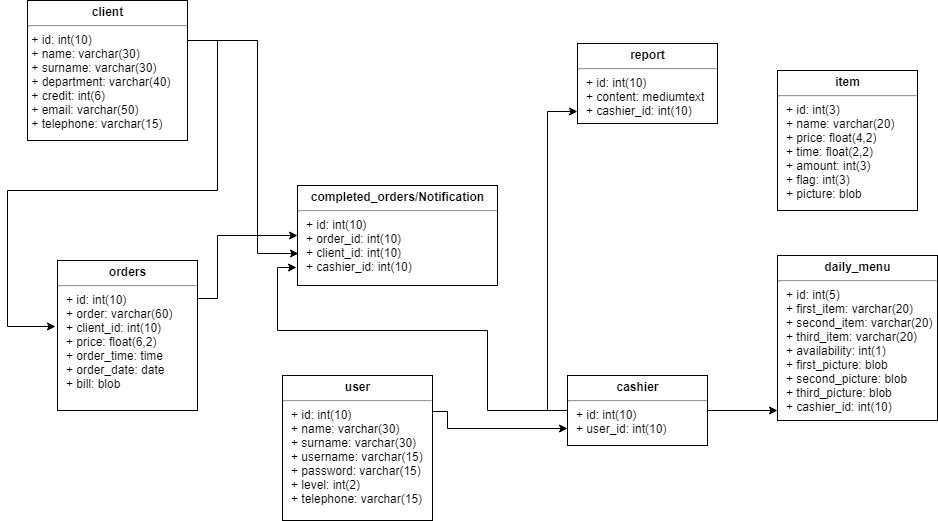 client
+ id: int(10)
+ name: varchar(30)
+ surname: varchar(30)
+ department: varchar(40)
+ credit: int(6)
+ email: varchar(50)
+ telephone: varchar(15)
report
+ id: int(10)
+ content: mediumtext
+ cashier_id: int(10)
item
+ id: int(3)
+ name: varchar(20)
+ price: float(4,2)
+ time: float(2,2)
+ amount: int(3)
+ flag: int(3)
+ picture: blob
completed_orders/Notification
+ id: int(10)
+ order_id: int(10)
+ client_id: int(10)
+ cashier_id: int(10)
orders
+ id: int(10)
+ order: varchar(60)
+ client_id: int(10)
+ price: float(6,2)
+ order_time: time
+ order_date: date
+ bill: blob
daily_menu
+ id: int(5)
+ first_item: varchar(20)
+ second_item: varchar(20)
+ third_item: varchar(20)
+ availability: int(1)
+ first_picture: blob
+ second_picture: blob
+ third_picture: blob
+ cashier_id: int(10)
user
+ id: int(10)
+ name: varchar(30)
+ surname: varchar(30)
+ username: varchar(15)
+ password: varchar(15)
+ level: int(2)
+ telephone: varchar(15)
cashier
+ id: int(10)
+ user_id: int(10)